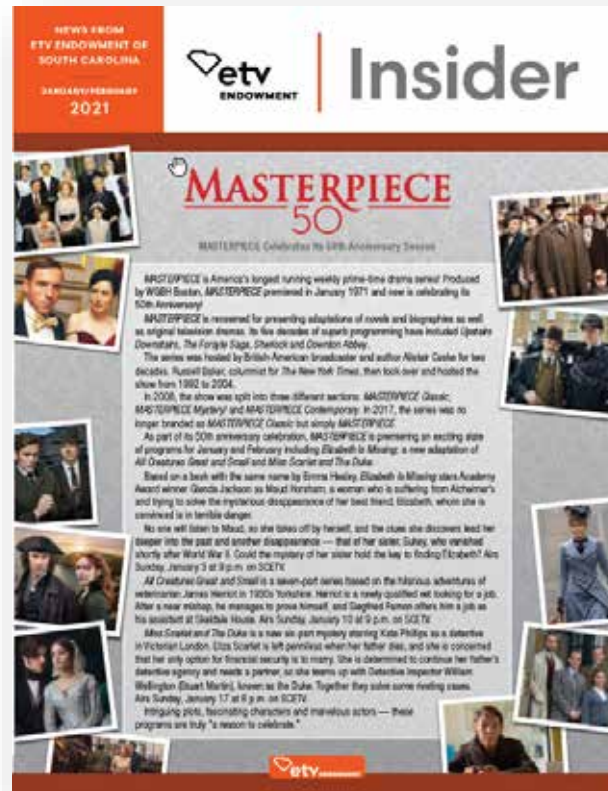 NEWS FROM
ETV ENDOWMENT OF
SOUTH CAROLINA
JANUARY/FEBRUARY
2021
etv
ENDOWMENT
Insider
MASTERPIECE
50
MASTERPIECE Celebrates Its 50th Anniversary Season
MASTERPIECE is America's longest running weekly prime-time drama series! Produced
by WGBH Boston, MASTERPIECE premiered in January 1971 and now is celebrating its
50th Anniversary!
MASTERPIECE is renowned for presenting adaptations of novels and biographies as well
as original television dramas. Its five decades of superb programming have included Upstairs
Downstairs, The Forsyte Saga, Sherlock and Downton Abbey.
The series was hosted by British-American broadcaster and author Alistair Cooke for two
decades. Russell Baker, columnist for The New York Times, then took over and hosted the
show from 1992 to 2004.
In 2008, the show was split into three different sections: MASTERPIECE Classic,
MASTERPIECE Mystery! and MASTERPIECE Contemporary. In 2017, the series was no
longer branded as MASTERPIECE Classic but simply MASTERPIECE.
As part of its 50th anniversary celebration, MASTERPIECE is premiering an exciting slate
of programs for January and February including Elizabeth Is Missing; a new adaptation of
All Creatures Great and Small and Miss Scarlet and The Duke.
Based on a book with the same name by Emma Healey, Elizabeth Is Missing stars Academy
Award winner Glenda Jackson as Maud Horsham, a woman who is suffering from Alzheimer's
and trying to solve the mysterious disappearance of her best friend, Elizabeth, whom she is
convinced is in terrible danger.
No one will listen to Maud, so she takes off by herself, and the clues she discovers lead her
deeper into the past and another disappearance — that of her sister, Sukey, who vanished
shortly after World War II. Could the mystery of her sister hold the key to finding Elizabeth? Airs
Sunday, January 3 at 9 p.m. on SCETV.
All Creatures Great and Small is a seven-part series based on the hilarious adventures of
veterinarian James Herriot in 1930s Yorkshire. Herriot is a newly qualified vet looking for a job.
After a near mishap, he manages to prove himself, and Siegfried Farnon offers him a job as
his assistant at Skeldale House. Airs Sunday, January 10 at 9 p.m. on SCETV.
Miss Scarlet and The Duke is a new six-part mystery starring Kate Phillips as a detective
in Victorian London. Eliza Scarlet is left penniless when her father dies, and she is concerned
that her only option for financial security is to marry. She is determined to continue her father's
detective agency and needs a partner, so she teams up with Detective Inspector William
Wellington (Stuart Martin), known as the Duke. Together they solve some riveting cases.
Airs Sunday, January 17 at 8 p.m. on SCETV.
Intriguing plots, fascinating characters and marvelous actors — these
programs are truly "a reason to celebrate."
etv ENDOWMENT